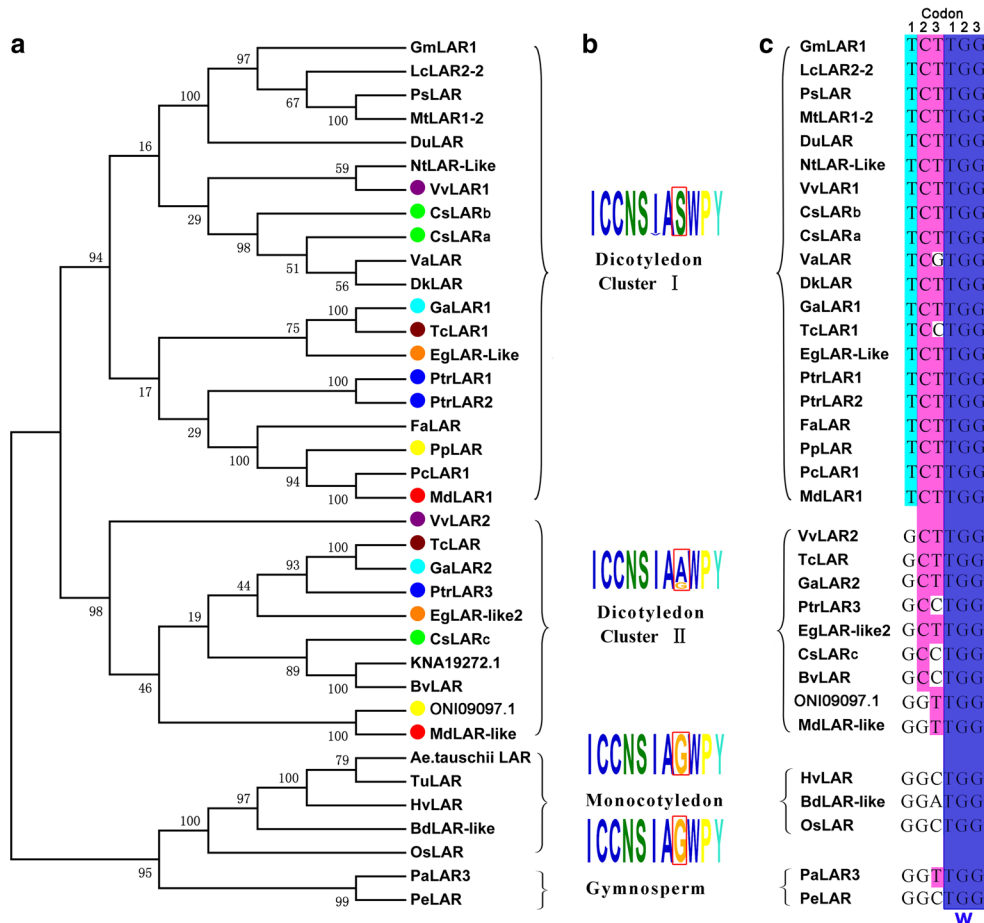 a
97
100
67
100
16
59
29
98
51
56
94
100
75
17
100
29
100
94
100
100
93
44
98
19
89
100
46
100
79
100
97
100
95
99
GmLAR1
LcLAR2-2
PsLAR
MtLAR1-2
DuLAR
NtLAR-Like
VvLAR1
CsLARb
CsLARa
VaLAR
DkLAR
GaLAR1
TcLAR1
EgLAR-Like
PtrLAR1
PtrLAR2
FaLAR
PpLAR
PcLAR1
MdLAR1
VvLAR2
TcLAR
GaLAR2
PtrLAR3
EgLAR-like2
CsLARc
KNA19272.1
BvLAR
ONI09097.1
MdLAR-like
Ae.tauschii LAR
TuLAR
HvLAR
BdLAR-like
OsLAR
PaLAR3
PeLAR
b
ICCNSIASWPY
Dicotyledon
Cluster Ⅰ
ICCNSIAAWPY
Dicotyledon
Cluster Ⅱ
ICCNSIAGWPY
Monocotyledon
ICCNSIAGWPY
Gymnosperm
c
Codon
1 2 3 1 2 3
GmLAR1 TCTTGG
LcLAR2-2 TCTTGG
PsLAR TCTTGG
MtLAR1-2 TCTTGG
DuLAR TCTTGG
NtLAR-Like TCTTGG
VvLAR1 TCTTGG
CsLARb TCTTGG
CsLARa TCTTGG
VaLAR TCGTGG
DkLAR TCTTGG
GaLAR1 TCTTGG
TcLAR1 TCCTGG
EgLAR-Like TCTTGG
PtrLAR1 TCTTGG
PtrLAR2 TCTTGG
FaLAR TCTTGG
PpLAR TCTTGG
PcLAR1 TCTTGG
MdLAR1 TCTTGG
VvLAR2 GCTTGG
TcLAR GCTTGG
GaLAR2 GCTTGG
PtrLAR3 GCCTGG
EgLAR-like2 GCTTGG
CsLARc GCCTGG
BvLAR GCCTGG
ONI09097.1 GGTTGG
MdLAR-like GGTTGG
HvLAR GGCTGG
BdLAR-like GGATGG
OsLAR GGCTGG
PaLAR3 GGTTGG
PeLAR GGCTGG
W